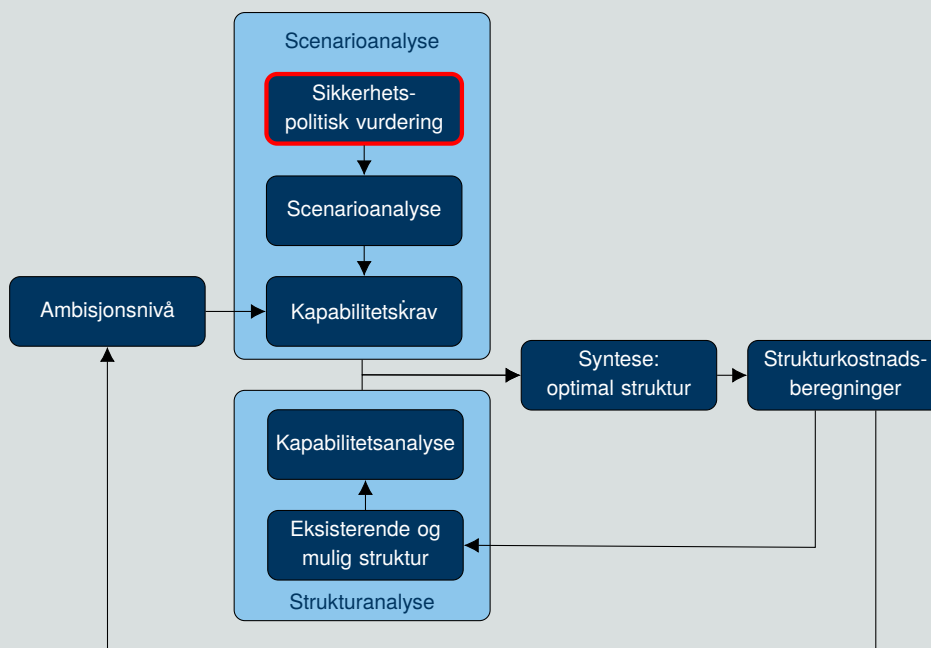 Scenarioanalyse
Sikkerhets-
politisk vurdering
Scenarioanalyse
Ambisjonsnivå
Kapabilitetskrav
Syntese:
optimal struktur
Strukturkostnads-
beregninger
Kapabilitetsanalyse
Eksisterende og
mulig struktur
Strukturanalyse